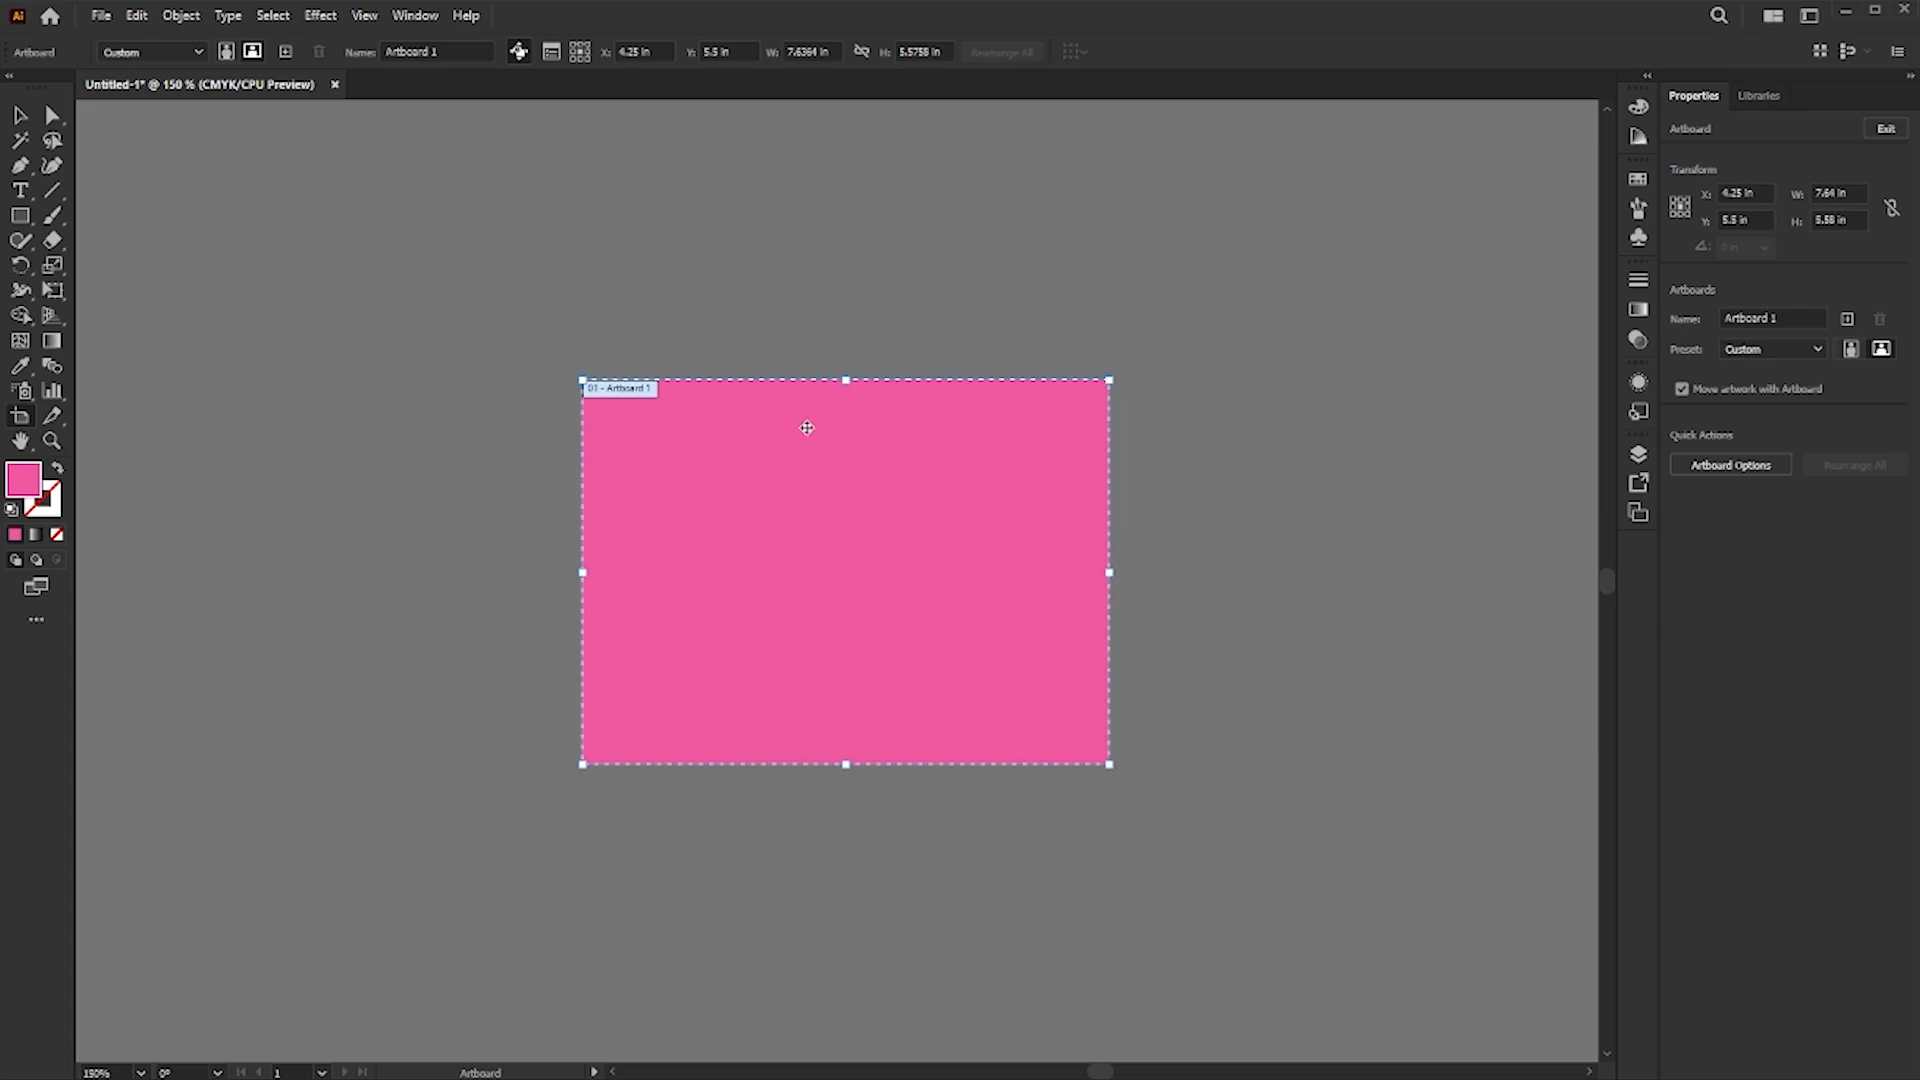 Ai File Edit Object Type Select Effect View Window Help
Artboard Custom Name: Artboard 1 X: 4.25 in Y: 5.5 in W: 7.6364 in H: 5.5758 in Rearrange All
Untitled-1* @ 150 % (CMYK/CPU Preview) ×
Properties Libraries
Artboard Exit
Transform
X: 4.25 in W: 7.64 in
Y: 5.5 in H: 5.58 in
0 in
Artboards
Name: Artboard 1
Preset: Custom
Move artwork with Artboard
Quick Actions
Artboard Options Rearrange All
01 - Artboard 1
150% 0° 1 Artboard